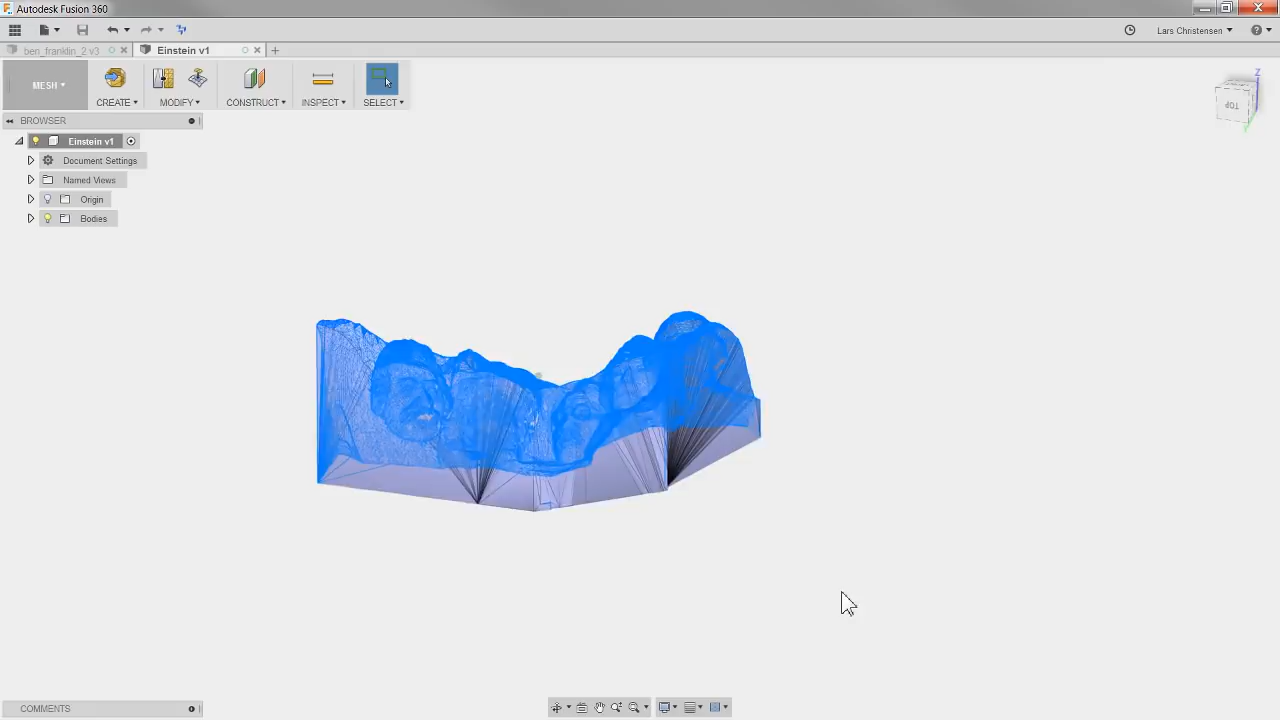 Autodesk Fusion 360
Lars Christensen
ben_franklin_2 v3
Einstein v1
MESH
CREATE
MODIFY
CONSTRUCT
INSPECT
SELECT
BROWSER
Einstein v1
Document Settings
Named Views
Origin
Bodies
Z
TOP
COMMENTS